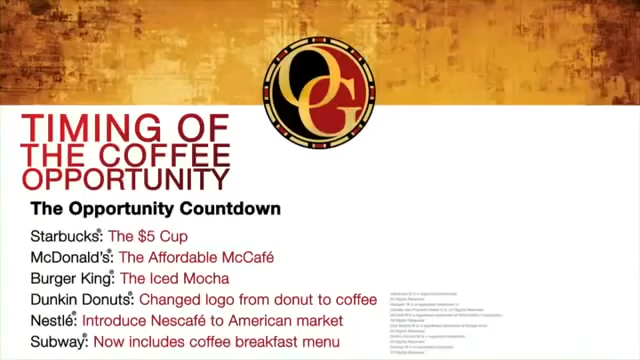 OG
TIMING OF
THE COFFEE
OPPORTUNITY
The Opportunity Countdown
Starbucks®: The $5 Cup
McDonald's®: The Affordable McCafé
Burger King®: The Iced Mocha
Dunkin Donuts®: Changed logo from donut to coffee
Nestlé®: Introduce Nescafé to American market
Subway®: Now includes coffee breakfast menu